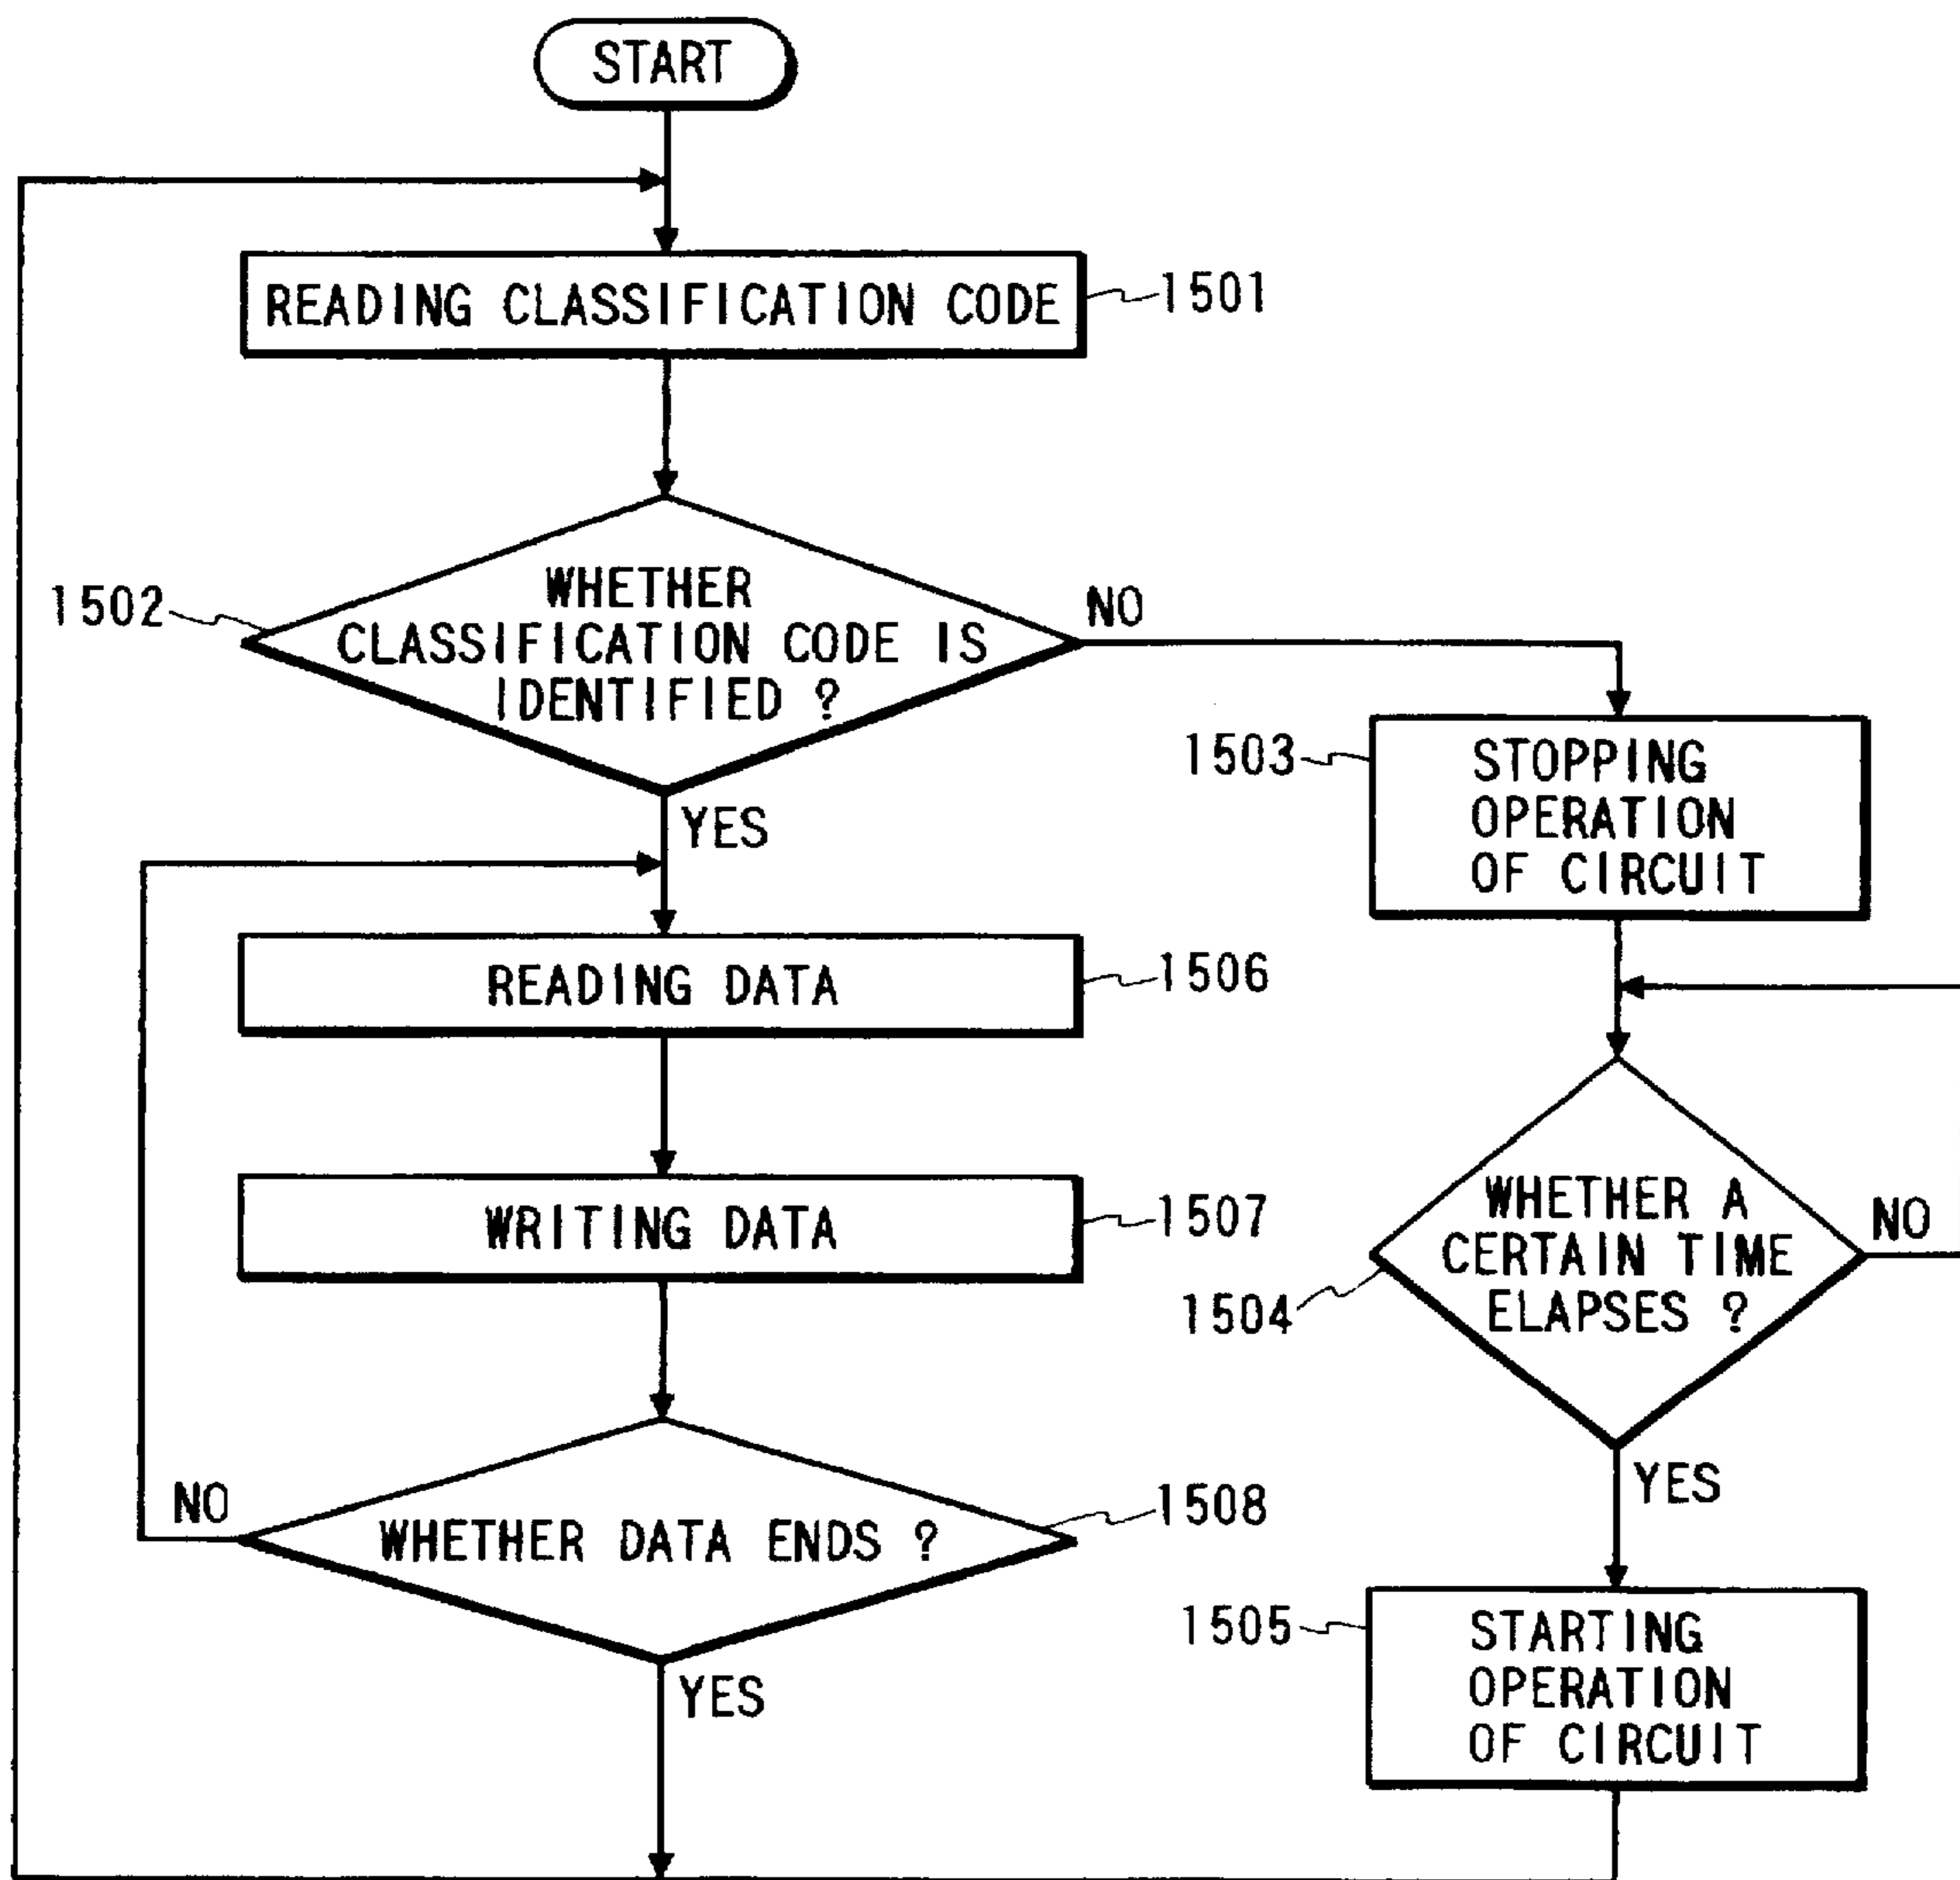 START
READING CLASSIFICATION CODE
1501
1502
WHETHER
CLASSIFICATION CODE IS
IDENTIFIED ?
NO
YES
1503
STOPPING
OPERATION
OF CIRCUIT
READING DATA
1506
WRITING DATA
1507
WHETHER A
CERTAIN TIME
ELAPSES ?
NO
1504
YES
NO
WHETHER DATA ENDS ?
1508
YES
1505
STARTING
OPERATION
OF CIRCUIT